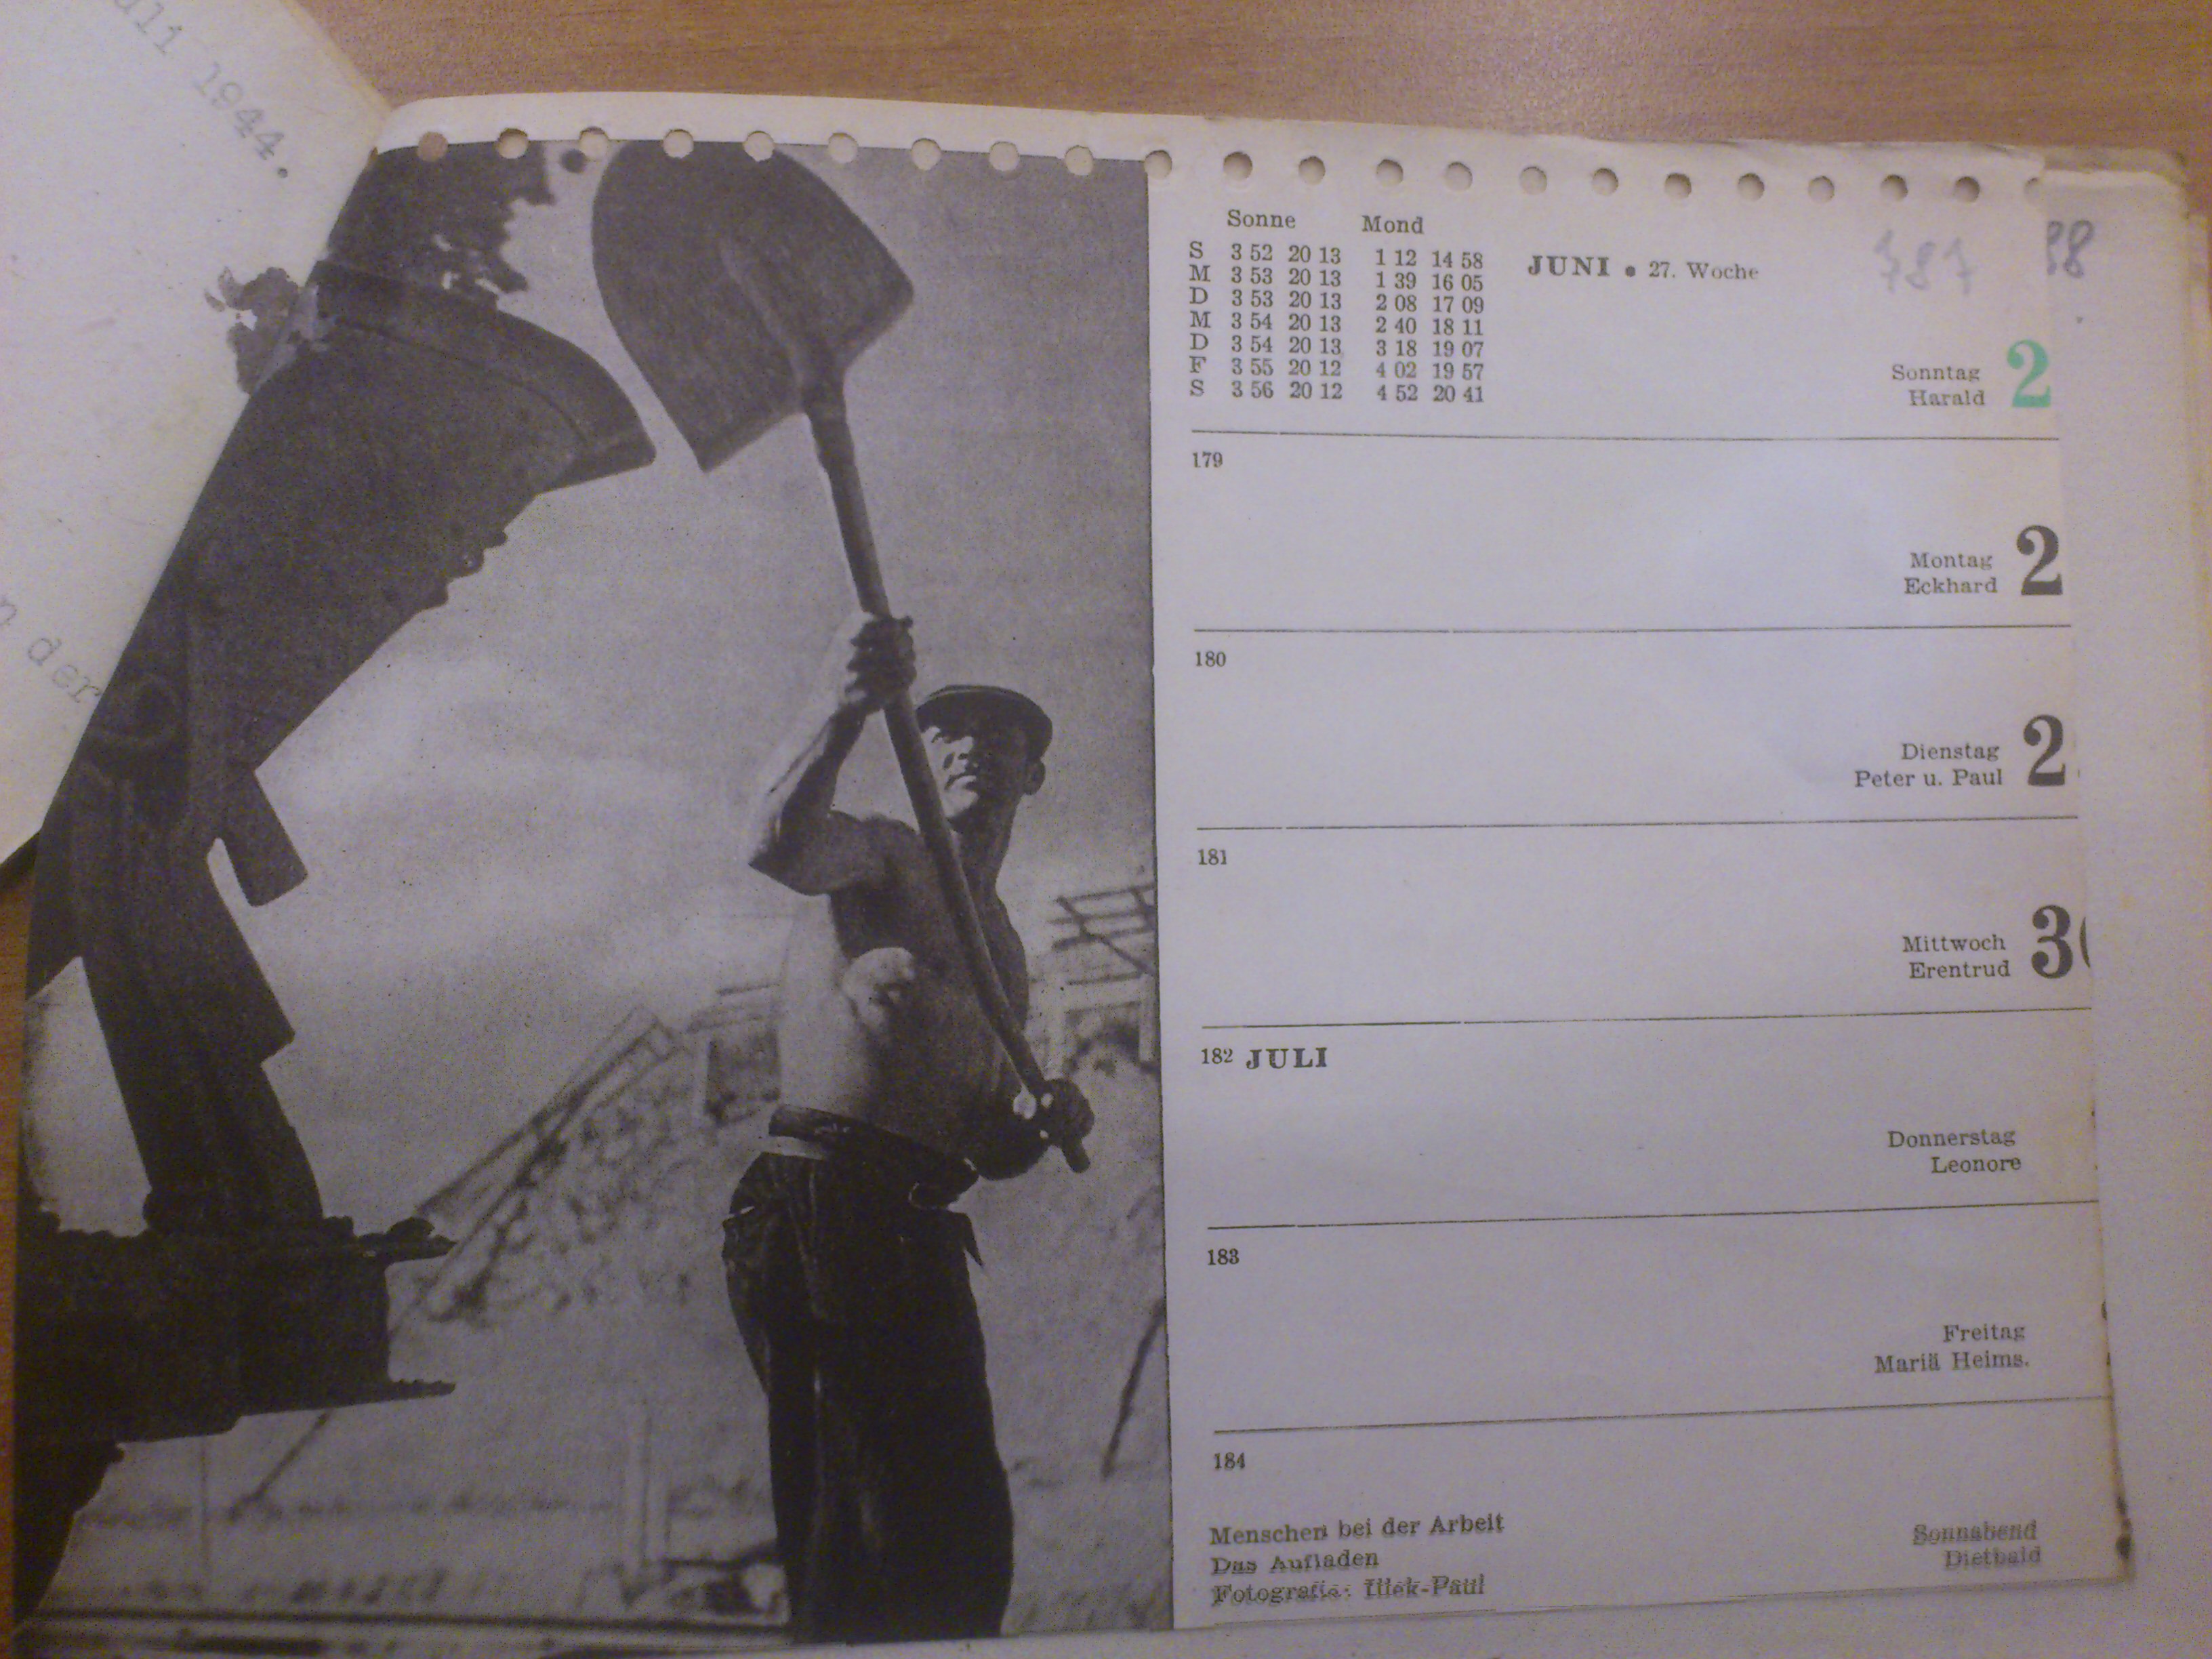 uli 1944.
n der
Sonne Mond
S 3 52 20 13 1 12 14 58
M 3 53 20 13 1 39 16 05
D 3 53 20 13 2 08 17 09
M 3 54 20 13 2 40 18 11
D 3 54 20 13 3 18 19 07
F 3 55 20 12 4 02 19 57
S 3 56 20 12 4 52 20 41
JUNI • 27. Woche
387
88
Sonntag 2
Harald
179
Montag 2
Eckhard
180
Dienstag 2
Peter u. Paul
181
Mittwoch 3
Erentrud
182 JULI
Donnerstag
Leonore
183
Freitag
Mariä Heims.
184
Menschen bei der Arbeit
Das Aufladen
Fotografie: Illek-Paul
Sonnabend
Dietbald